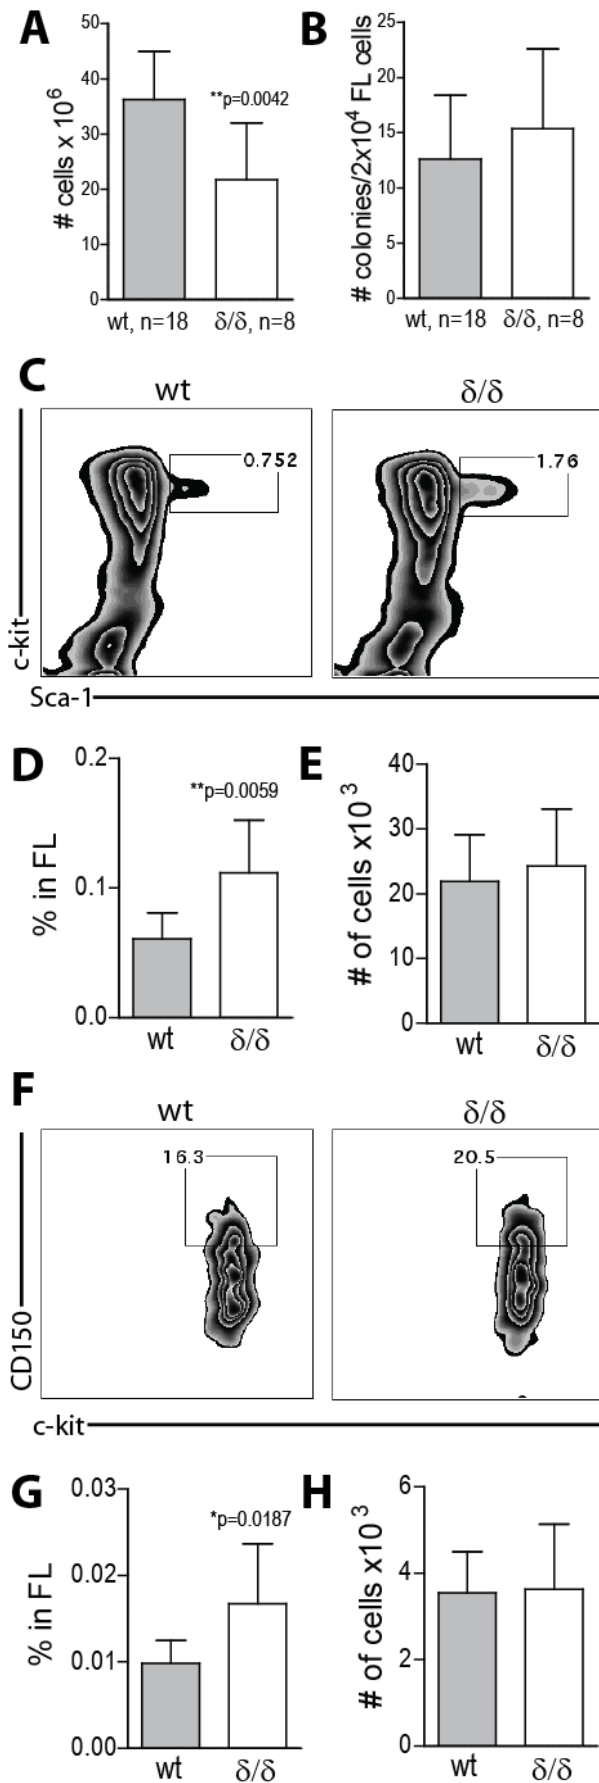 A
# cells x 10⁶
50
40
30
20
10
0
**p=0.0042
wt, n=18
δ/δ, n=8
B
# colonies/2x10⁴ FL cells
25
20
15
10
5
0
wt, n=18
δ/δ, n=8
C
wt
δ/δ
0.752
1.76
c-kit
Sca-1
D
% in FL
0.2
0.1
0.0
**p=0.0059
wt
δ/δ
E
# of cells x10³
40
30
20
10
0
wt
δ/δ
F
wt
δ/δ
16.3
20.5
CD150
c-kit
G
% in FL
0.03
0.02
0.01
0.00
*p=0.0187
wt
δ/δ
H
# of cells x10³
6
4
2
0
wt
δ/δ